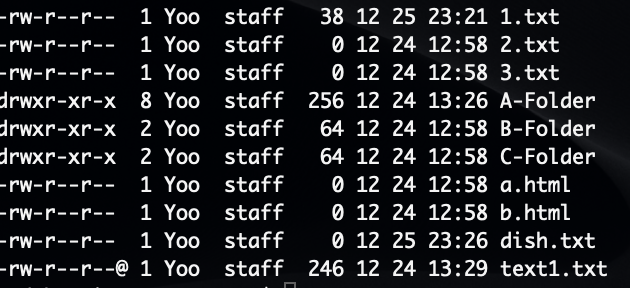 -rw-r--r--  1 Yoo  staff   38 12 25 23:21 1.txt
-rw-r--r--  1 Yoo  staff    0 12 24 12:58 2.txt
-rw-r--r--  1 Yoo  staff    0 12 24 12:58 3.txt
drwxr-xr-x  8 Yoo  staff  256 12 24 13:26 A-Folder
drwxr-xr-x  2 Yoo  staff   64 12 24 12:58 B-Folder
drwxr-xr-x  2 Yoo  staff   64 12 24 12:58 C-Folder
-rw-r--r--  1 Yoo  staff    0 12 24 12:58 a.html
-rw-r--r--  1 Yoo  staff    0 12 24 12:58 b.html
-rw-r--r--  1 Yoo  staff    0 12 25 23:26 dish.txt
-rw-r--r--@ 1 Yoo  staff  246 12 24 13:29 text1.txt